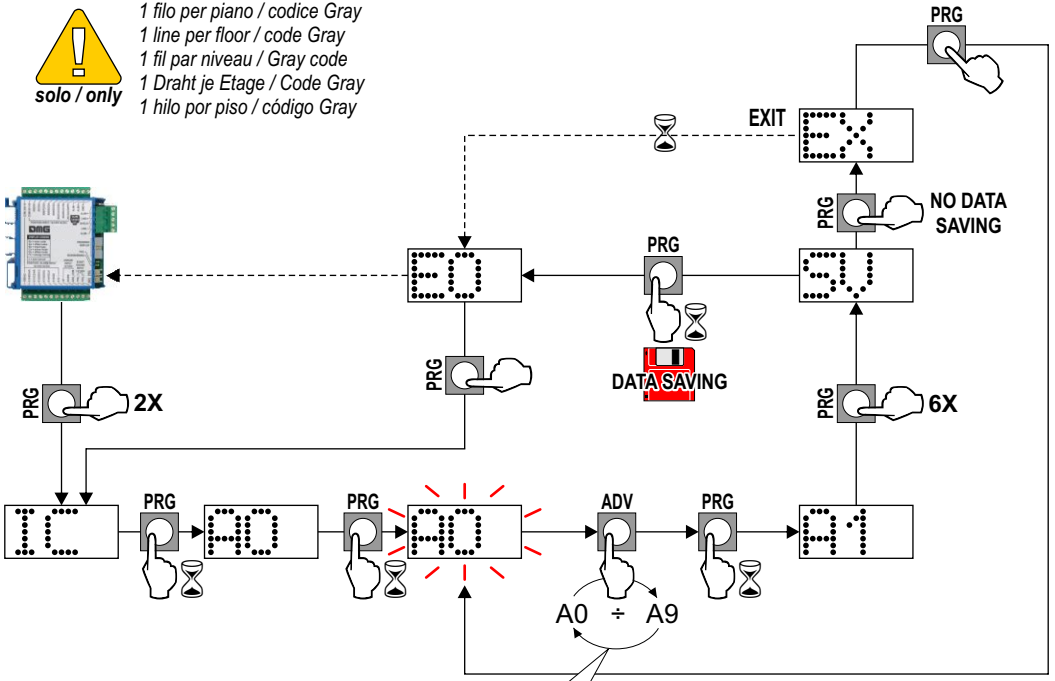 1 filo per piano / codice Gray
1 line per floor / code Gray
1 fil par niveau / Gray code
1 Draht je Etage / Code Gray
1 hilo por piso / código Gray
solo / only
PRG
EXIT
EX
PRG
NO DATA
SAVING
DMG
E0
PRG
SV
DATA SAVING
PRG
2X
PRG
PRG
6X
IC
PRG
A0
PRG
A0
ADV
PRG
A1
A0 ÷ A9